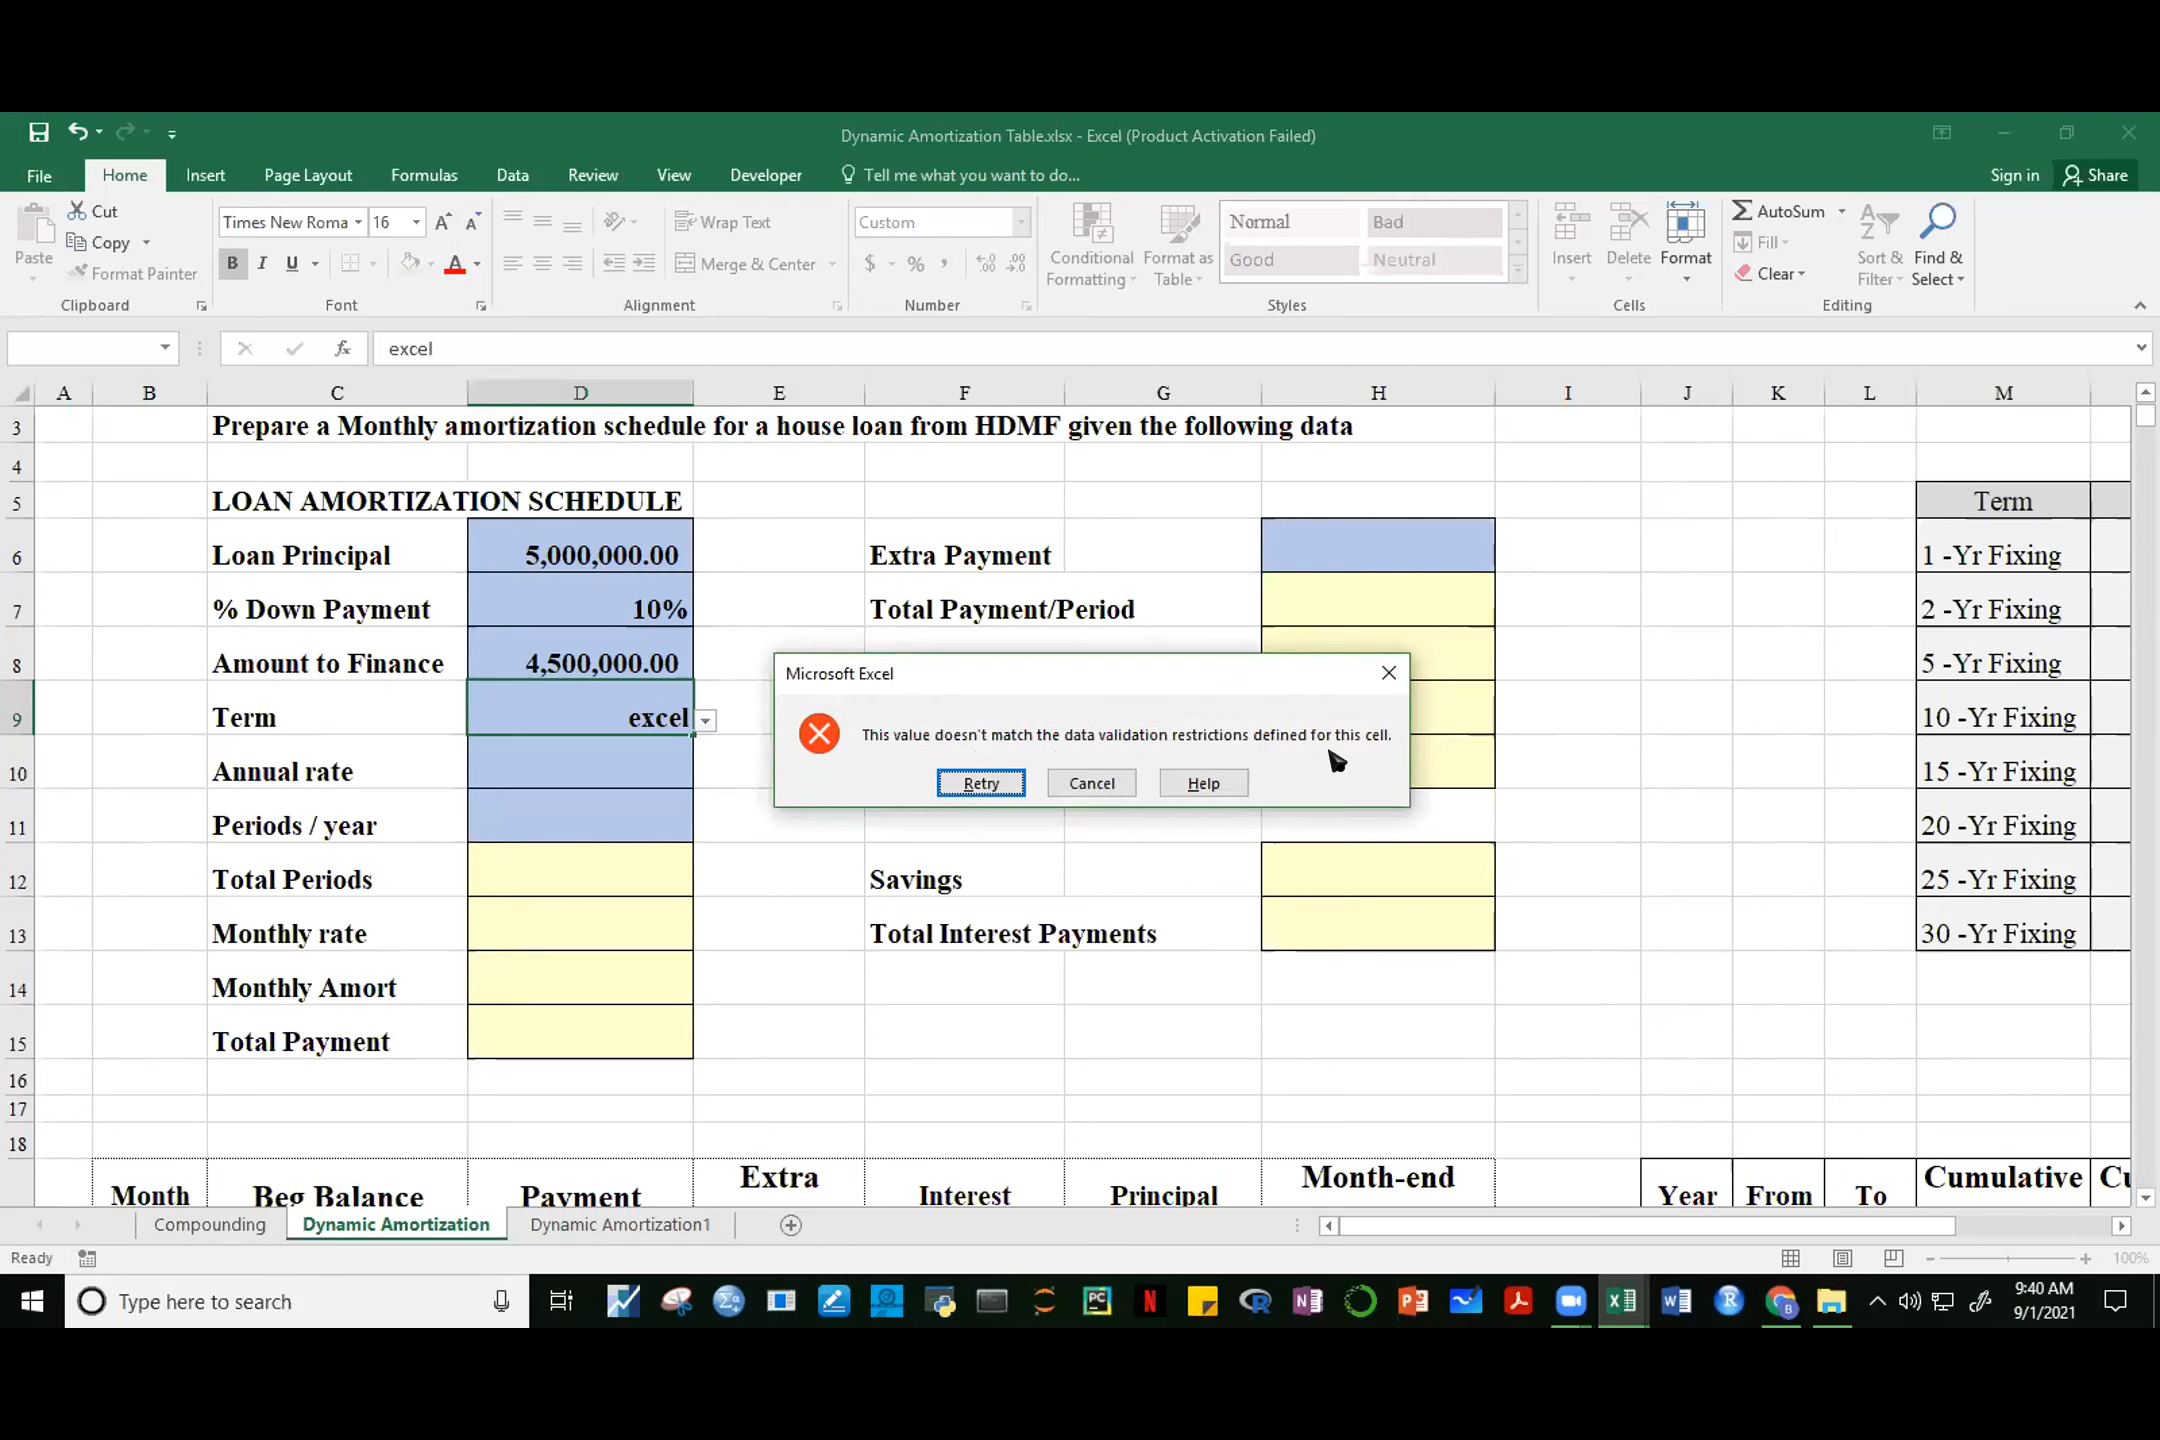 Dynamic Amortization Table.xlsx - Excel (Product Activation Failed)
File Home Insert Page Layout Formulas Data Review View Developer Tell me what you want to do... Sign in Share
Paste Cut Copy Format Painter Clipboard
Times New Roma 16 B I U A Font
Wrap Text Merge & Center Alignment
Custom $ % , Number
Conditional Formatting Format as Table Normal Bad Good Neutral Styles
Insert Delete Format Cells
AutoSum Fill Clear Sort & Filter Find & Select Editing
fx excel
A B C D E F G H I J K L M
3 Prepare a Monthly amortization schedule for a house loan from HDMF given the following data
4
5 LOAN AMORTIZATION SCHEDULE Term
6 Loan Principal 5,000,000.00 Extra Payment 1 -Yr Fixing
7 % Down Payment 10% Total Payment/Period 2 -Yr Fixing
8 Amount to Finance 4,500,000.00 5 -Yr Fixing
9 Term excel 10 -Yr Fixing
10 Annual rate 15 -Yr Fixing
11 Periods / year 20 -Yr Fixing
12 Total Periods Savings 25 -Yr Fixing
13 Monthly rate Total Interest Payments 30 -Yr Fixing
14 Monthly Amort
15 Total Payment
16
17
18
Month Beg Balance Payment Extra Interest Principal Month-end Year From To Cumulative Cu
Microsoft Excel
This value doesn't match the data validation restrictions defined for this cell.
Retry Cancel Help
Compounding Dynamic Amortization Dynamic Amortization1
Ready 100%
Type here to search
9:40 AM
9/1/2021